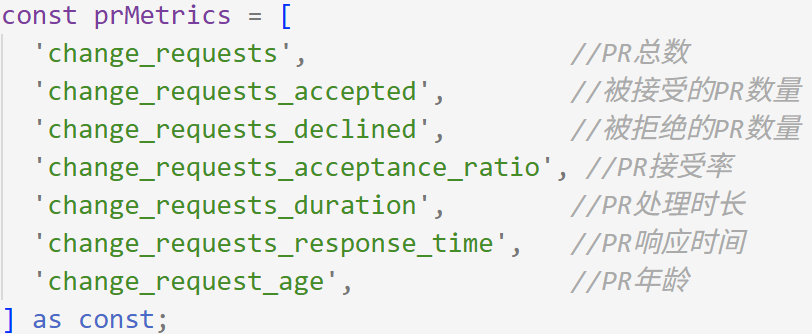 const prMetrics = [
'change_requests', //PR总数
'change_requests_accepted', //被接受的PR数量
'change_requests_declined', //被拒绝的PR数量
'change_requests_acceptance_ratio', //PR接受率
'change_requests_duration', //PR处理时长
'change_requests_response_time', //PR响应时间
'change_request_age', //PR年龄
] as const;